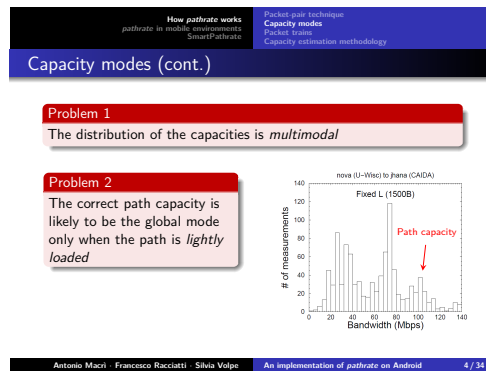 How pathrate works
pathrate in mobile environments
SmartPathrate
Packet-pair technique
Capacity modes
Packet trains
Capacity estimation methodology
Capacity modes (cont.)
Problem 1
The distribution of the capacities is multimodal
Problem 2
The correct path capacity is
likely to be the global mode
only when the path is lightly
loaded
nova (U-Wisc) to jhana (CAIDA)
Fixed L (1500B)
Path capacity
# of measurements
140
120
100
80
60
40
20
0
0 20 40 60 80 100 120 140
Bandwidth (Mbps)
Antonio Macrì · Francesco Racciatti · Silvia Volpe
An implementation of pathrate on Android
4 / 34